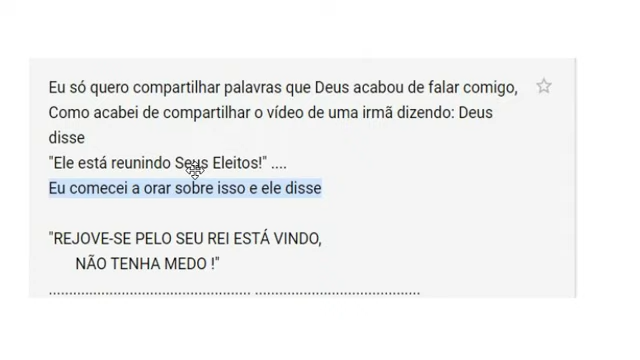 Eu só quero compartilhar palavras que Deus acabou de falar comigo,
Como acabei de compartilhar o vídeo de uma irmã dizendo: Deus
disse
"Ele está reunindo Seus Eleitos!" ....
Eu comecei a orar sobre isso e ele disse
"REJOVE-SE PELO SEU REI ESTÁ VINDO,
NÃO TENHA MEDO !"
.................................................... ...........................................